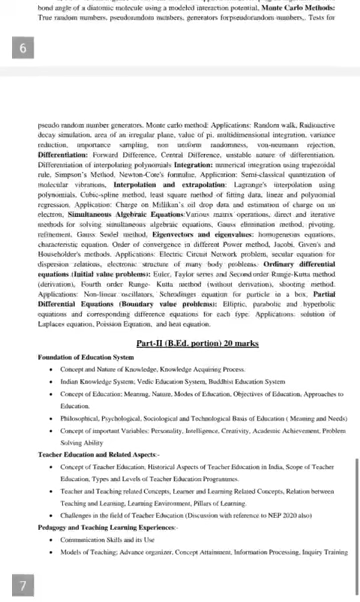 bond angle of a diatomic molecule using a modeled interaction potential, Monte Carlo Methods:
True random numbers, pseudorandom numbers, generators forpseudorandom numbers,. Tests for
6
pseudo random number generators. Monte carlo method: Applications: Random walk, Radioactive
decay simulation, area of an irregular plane, value of pi, multidimensional integration, variance
reduction, importance sampling, non uniform randomness, von-neumann rejection,
Differentiation: Forward Difference, Central Difference, unstable nature of differentiation,
Differentiation of interpolating polynomials Integration: numerical integration using trapezoidal
rule, Simpson's Method, Newton-Cote's formulae, Application: Semi-classical quantization of
molecular vibrations, Interpolation and extrapolation: Lagrange's interpolation using
polynomials, Cubic-spline method, least square method of fitting data, linear and polynomial
regression, Application: Charge on Millikan's oil drop data and estimation of charge on an
electron, Simultaneous Algebraic Equations:Various matrix operations, direct and iterative
methods for solving simultaneous algebraic equations, Gauss elimination method, pivoting,
refinement, Gauss Seidel method, Eigenvectors and eigenvalues: homogeneous equations,
characteristic equation. Order of convergence in different Power method, Jacobi, Given's and
Householder's methods. Applications: Electric Circuit Network problem, secular equation for
dispersion relations, electronic structure of many body problems. Ordinary differential
equations (Initial value problems): Euler, Taylor series and Second order Runge-Kutta method
(derivation), Fourth order Runge- Kutta method (without derivation), shooting method.
Applications: Non-linear oscillators, Schrodinger equation for particle in a box, Partial
Differential Equations (Boundary value problems): Elliptic, parabolic and hyperbolic
equations and corresponding difference equations for each type. Applications: solution of
Laplaces equation, Poission Equation, and heat equation.
Part-II (B.Ed. portion) 20 marks
Foundation of Education System
• Concept and Nature of Knowledge, Knowledge Acquiring Process.
• Indian Knowledge System, Vedic Education System, Buddhist Education System
• Concept of Education: Meaning, Nature, Modes of Education, Objectives of Education, Approaches to
Education.
• Philosophical, Psychological, Sociological and Technological Basis of Education ( Meaning and Needs)
• Concept of important Variables: Personality, Intelligence, Creativity, Academic Achievement, Problem
Solving Ability
Teacher Education and Related Aspects:-
• Concept of Teacher Education, Historical Aspects of Teacher Education in India, Scope of Teacher
Education, Types and Levels of Teacher Education Programmes.
• Teacher and Teaching related Concepts, Learner and Learning Related Concepts, Relation between
Teaching and Learning, Learning Environment, Pillars of Learning.
• Challenges in the field of Teacher Education (Discussion with reference to NEP 2020 also)
Pedagogy and Teaching Learning Experiences:-
• Communication Skills and its Use
• Models of Teaching; Advance organizer, Concept Attainment, Information Processing, Inquiry Training
7